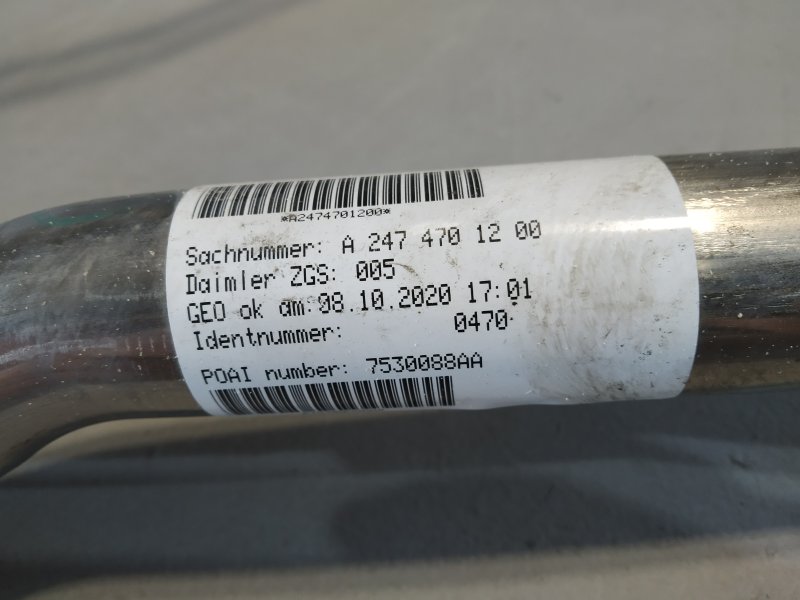 *A2474701200*
Sachnummer: A 247 470 12 00
Daimler ZGS: 005
GEO ok am:08.10.2020 17:01
Identnummer: 0470
POAI number: 7530088AA